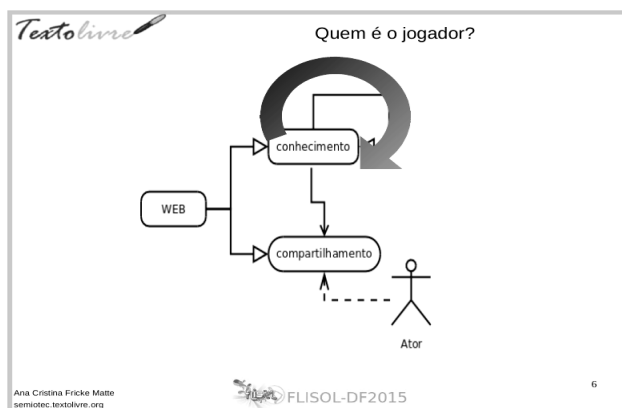 Textolivre
Quem é o jogador?
conhecimento
WEB
compartilhamento
Ator
Ana Cristina Fricke Matte
semiotec.textolivre.org
FLISOL-DF2015
6